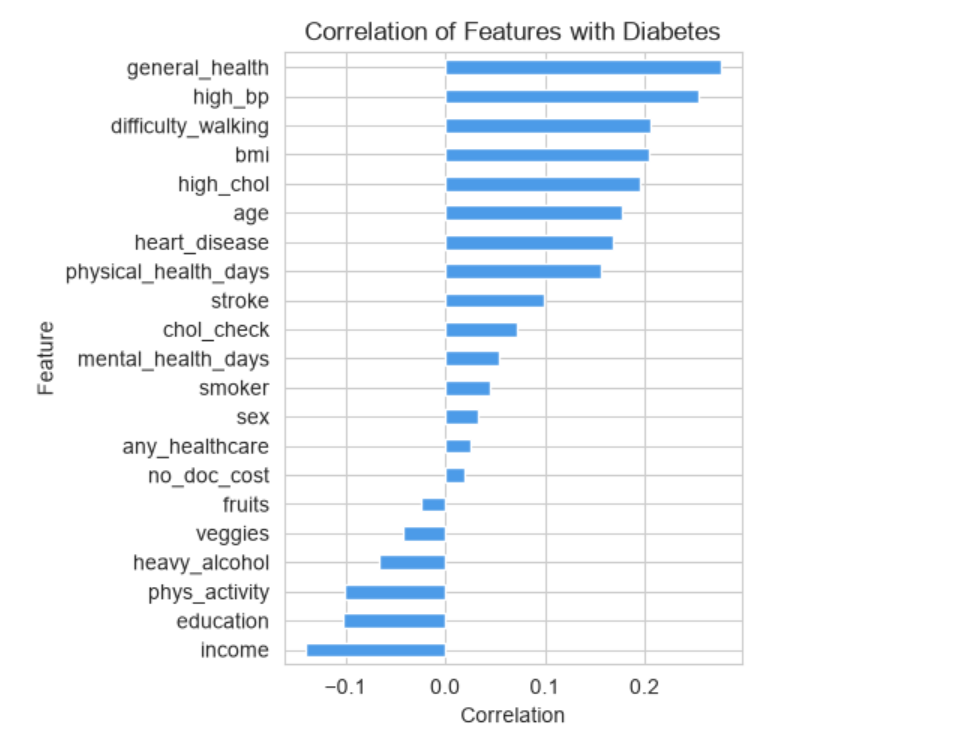 Correlation of Features with Diabetes
general_health
high_bp
difficulty_walking
bmi
high_chol
age
heart_disease
physical_health_days
stroke
chol_check
mental_health_days
smoker
sex
any_healthcare
no_doc_cost
fruits
veggies
heavy_alcohol
phys_activity
education
income
Feature
−0.1 0.0 0.1 0.2
Correlation